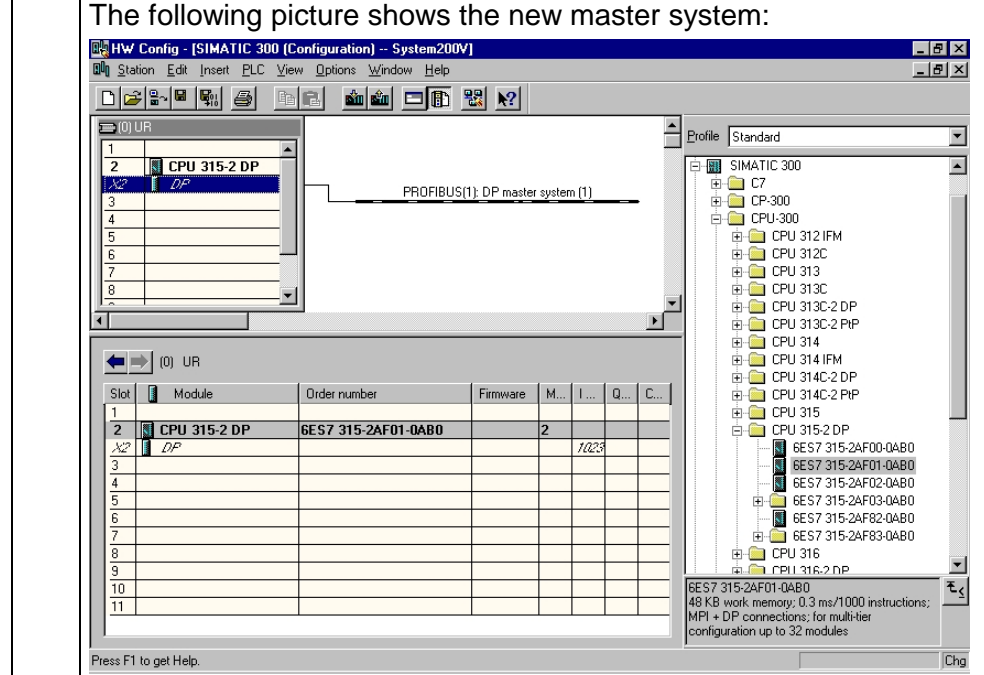 The following picture shows the new master system:
HW Config - [SIMATIC 300 (Configuration) -- System200V]
Station Edit Insert PLC View Options Window Help
(0) UR
1
2 CPU 315-2 DP
X2 DP
3
4
5
6
7
8
PROFIBUS(1): DP master system (1)
Profile Standard
SIMATIC 300
C7
CP-300
CPU-300
CPU 312 IFM
CPU 312C
CPU 313
CPU 313C
CPU 313C-2 DP
CPU 313C-2 PtP
CPU 314
CPU 314 IFM
CPU 314C-2 DP
CPU 314C-2 PtP
CPU 315
CPU 315-2 DP
6ES7 315-2AF00-0AB0
6ES7 315-2AF01-0AB0
6ES7 315-2AF02-0AB0
6ES7 315-2AF03-0AB0
6ES7 315-2AF82-0AB0
6ES7 315-2AF83-0AB0
CPU 316
CPU 316-2 DP
(0) UR
Slot Module Order number Firmware M... I ... Q... C...
1
2 CPU 315-2 DP 6ES7 315-2AF01-0AB0 2
X2 DP 1023
3
4
5
6
7
8
9
10
11
6ES7 315-2AF01-0AB0
48 KB work memory; 0.3 ms/1000 instructions;
MPI + DP connections; for multi-tier
configuration up to 32 modules
Press F1 to get Help.
Chg